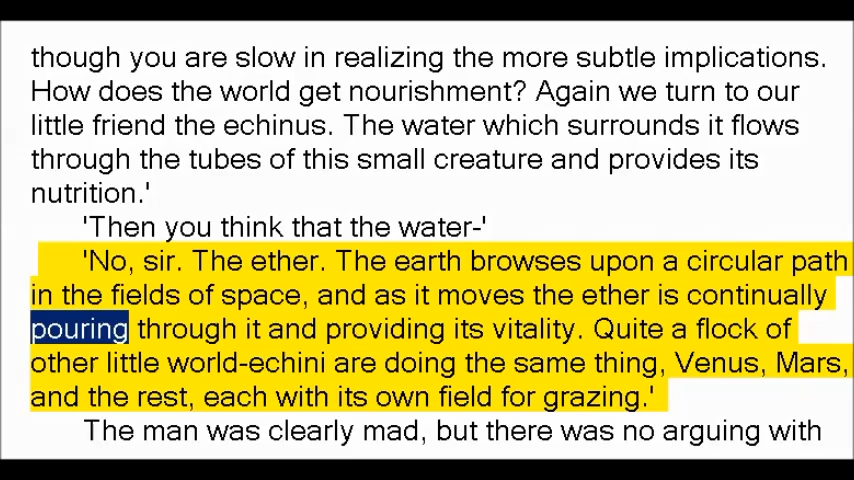 though you are slow in realizing the more subtle implications.
How does the world get nourishment? Again we turn to our
little friend the echinus. The water which surrounds it flows
through the tubes of this small creature and provides its
nutrition.'
'Then you think that the water-'
'No, sir. The ether. The earth browses upon a circular path
in the fields of space, and as it moves the ether is continually
pouring through it and providing its vitality. Quite a flock of
other little world-echini are doing the same thing, Venus, Mars,
and the rest, each with its own field for grazing.'
The man was clearly mad, but there was no arguing with